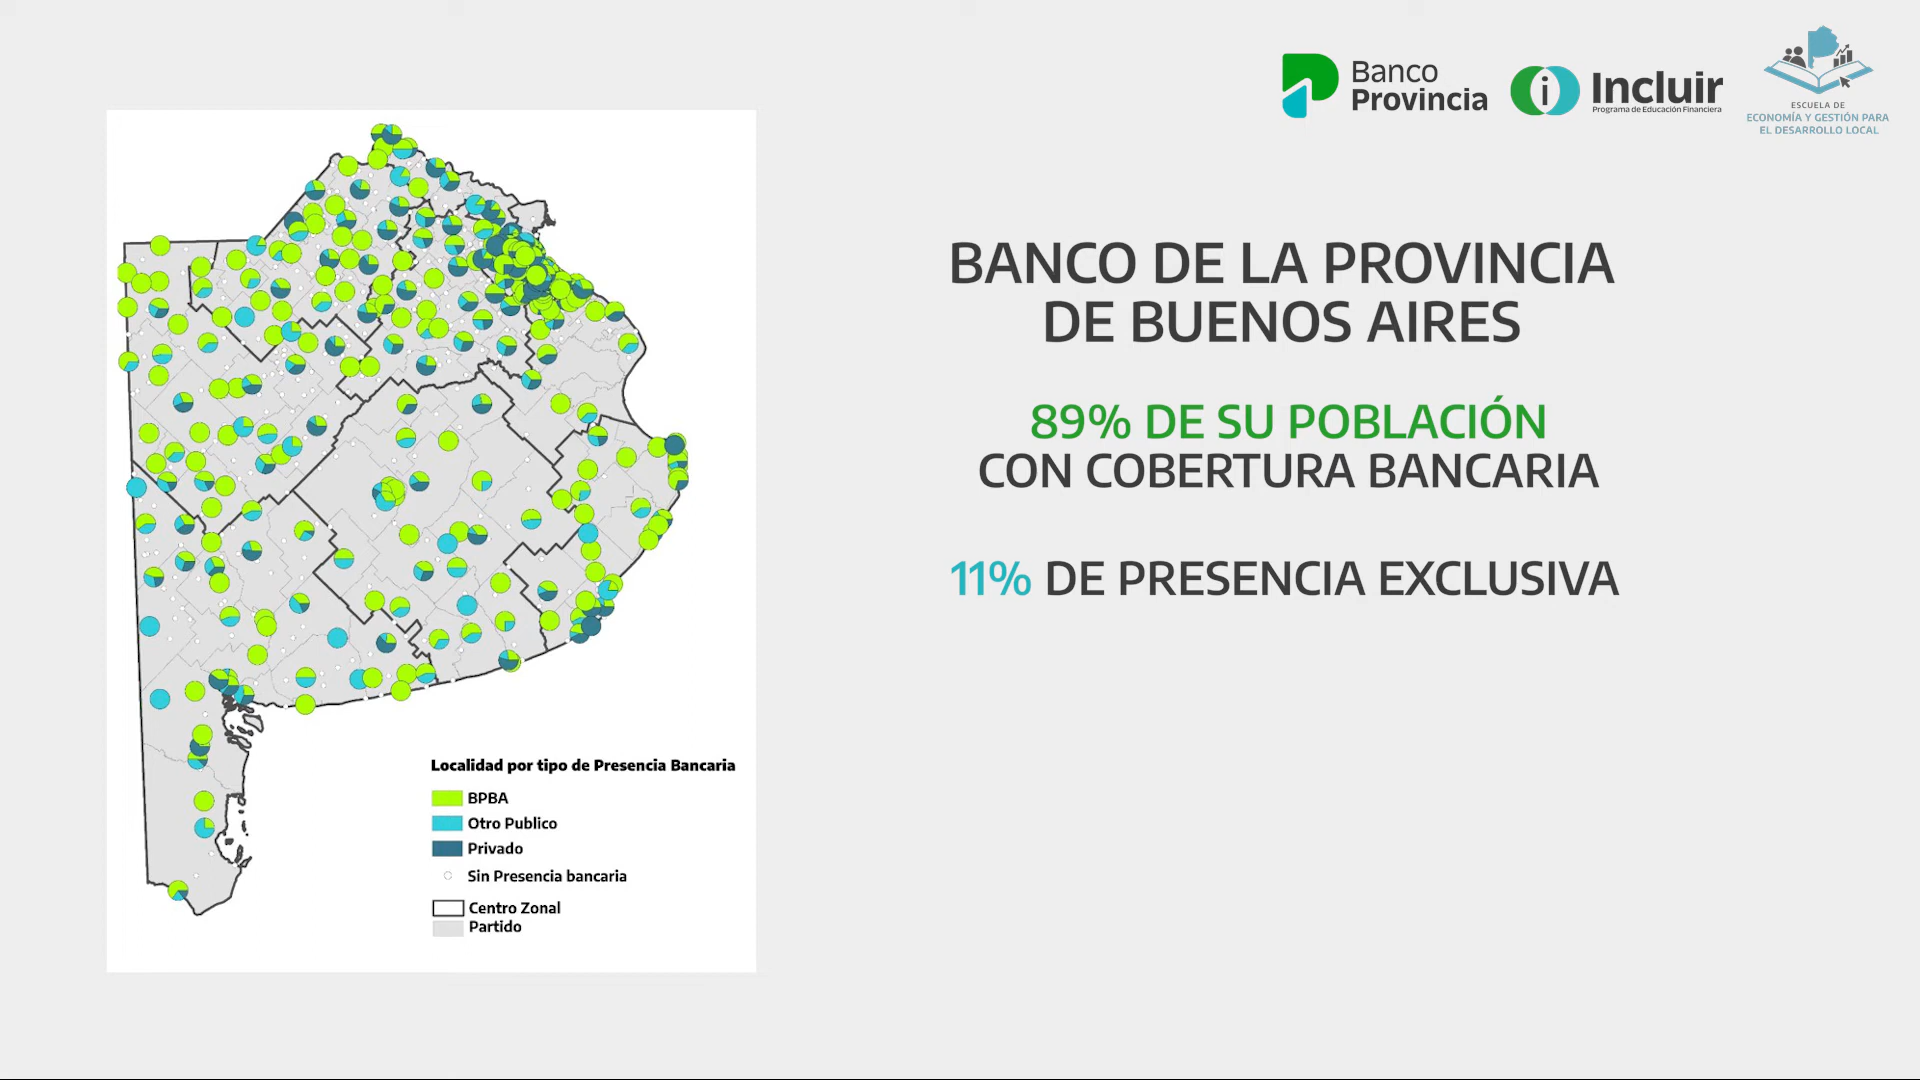 Banco
Provincia
i
Incluir
Programa de Educación Financiera
ESCUELA DE
ECONOMÍA Y GESTIÓN PARA
EL DESARROLLO LOCAL
BANCO DE LA PROVINCIA
DE BUENOS AIRES
89% DE SU POBLACIÓN
CON COBERTURA BANCARIA
11% DE PRESENCIA EXCLUSIVA
Localidad por tipo de Presencia Bancaria
BPBA
Otro Publico
Privado
Sin Presencia bancaria
Centro Zonal
Partido